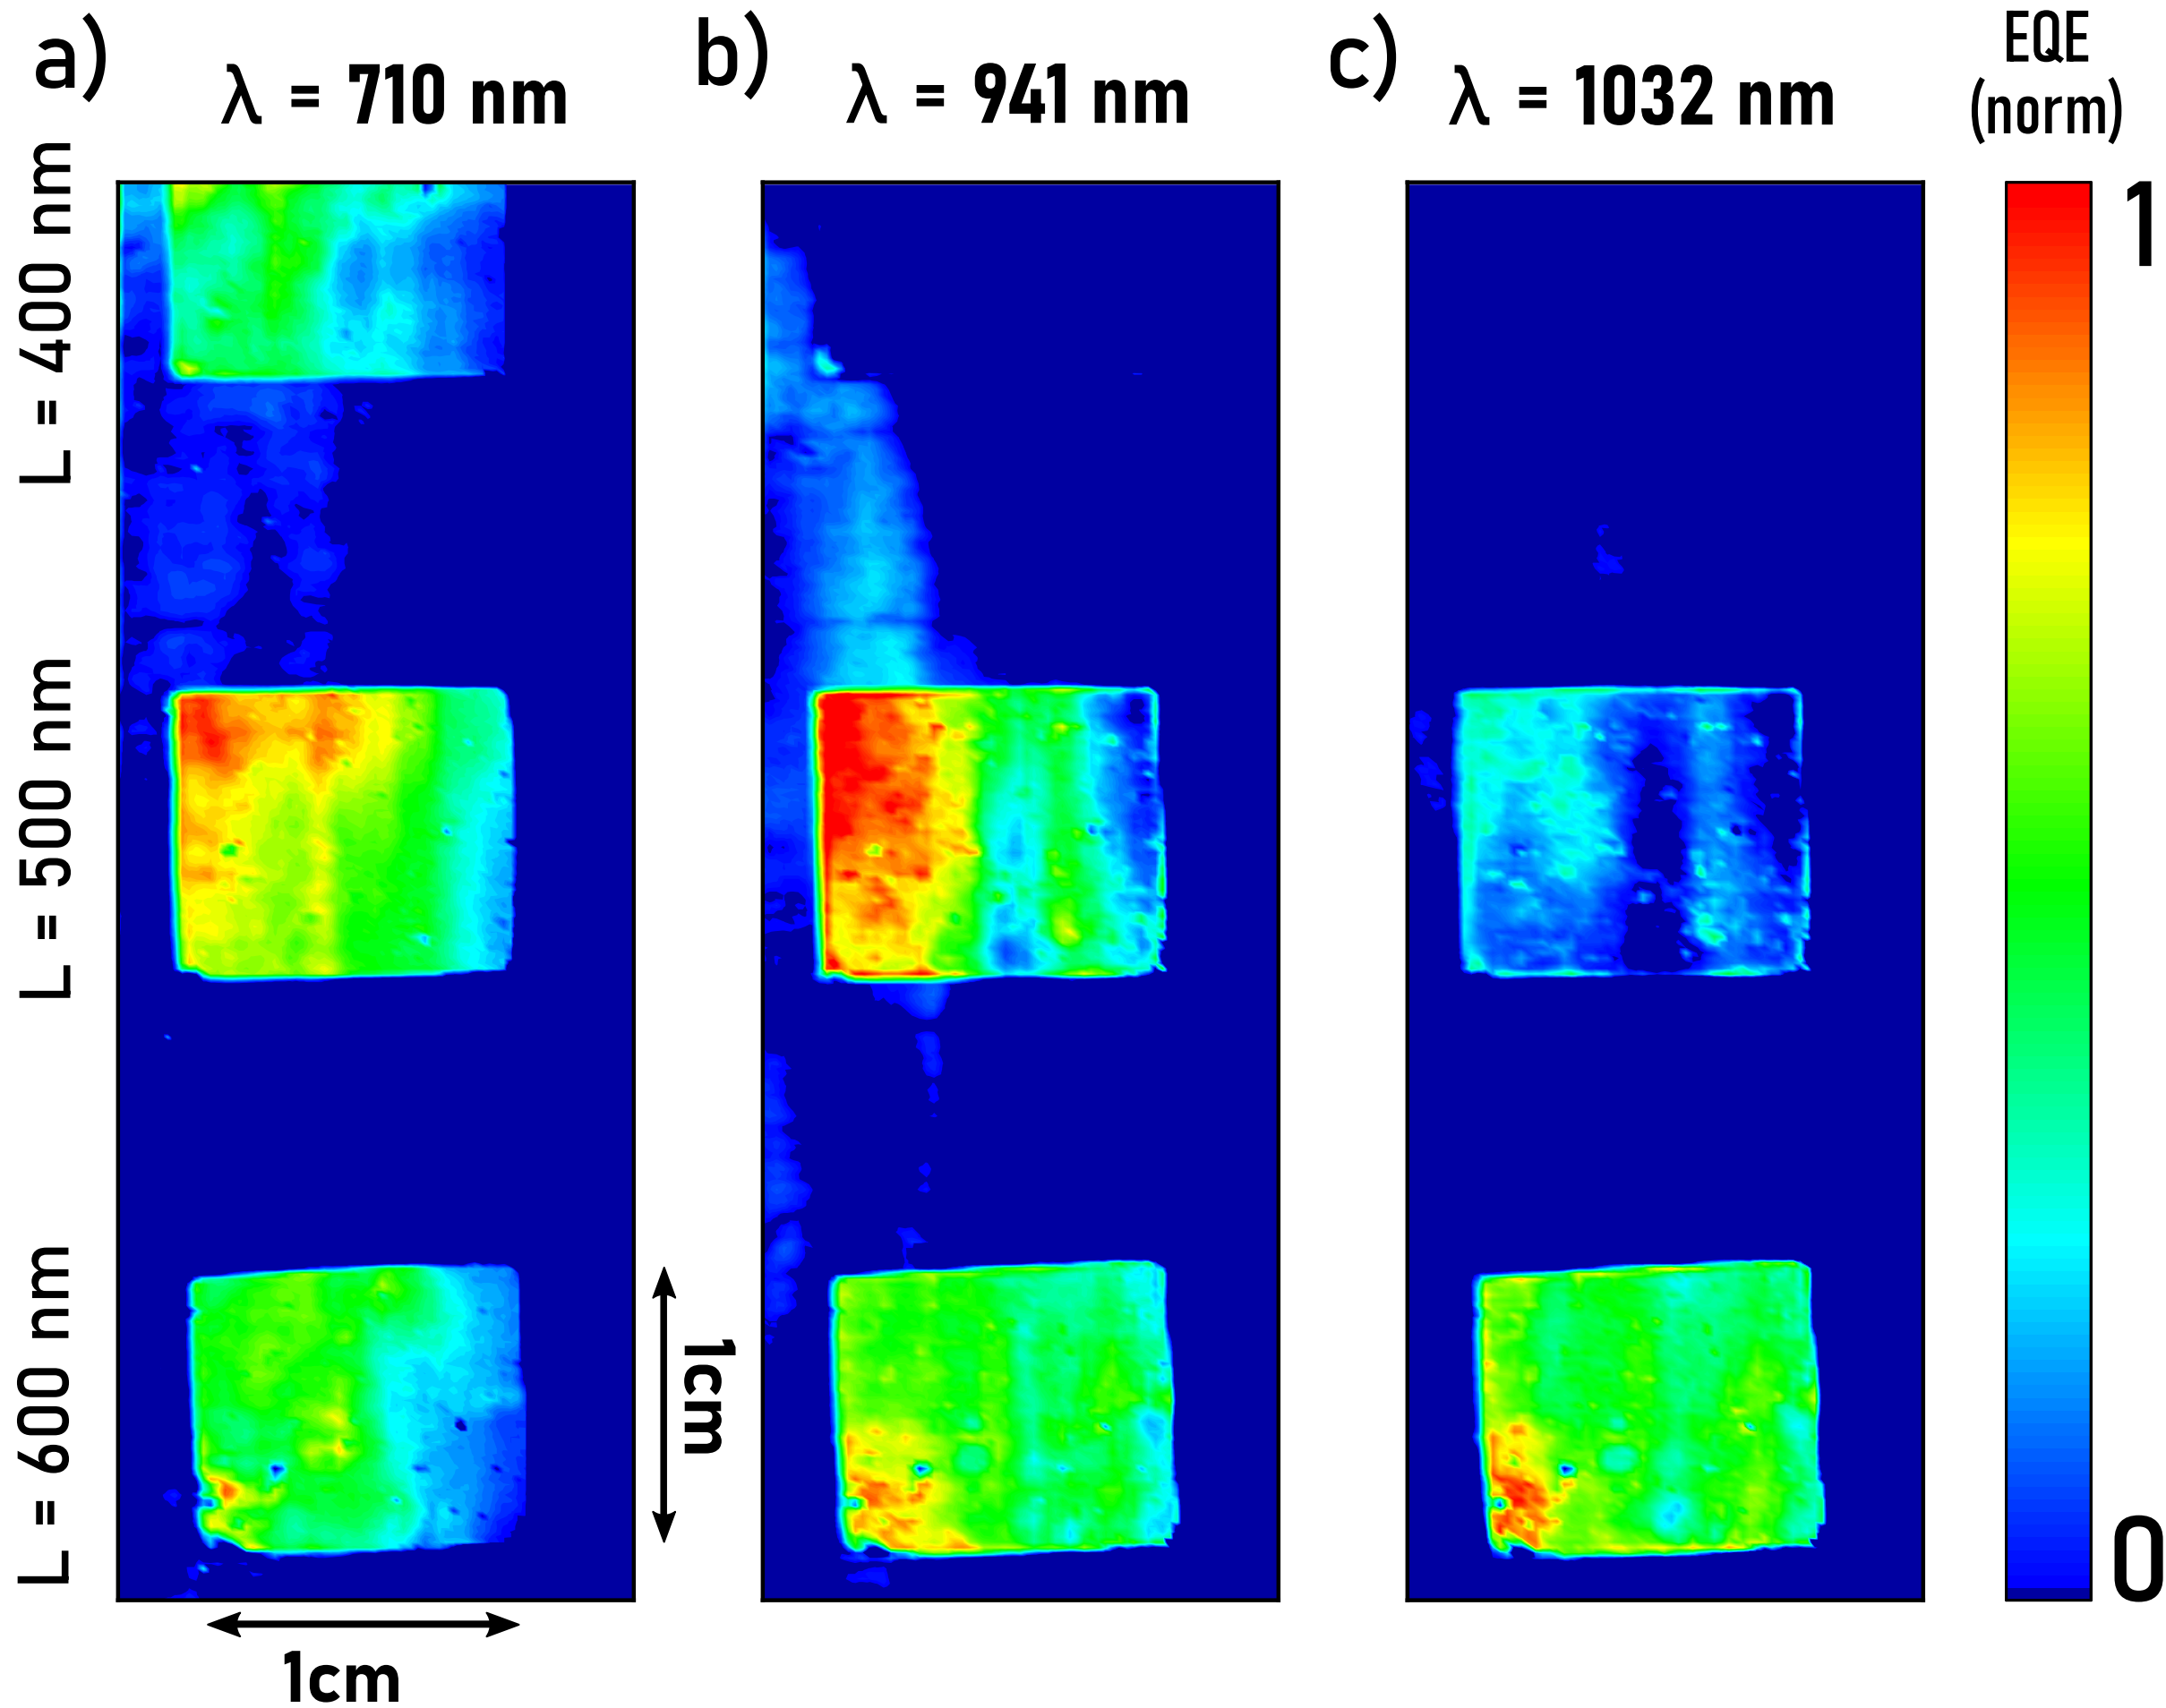 a)
λ = 710 nm
b)
λ = 941 nm
c)
λ = 1032 nm
EQE
(norm)
1
0
L = 400 nm
L = 500 nm
L = 600 nm
1cm
1cm